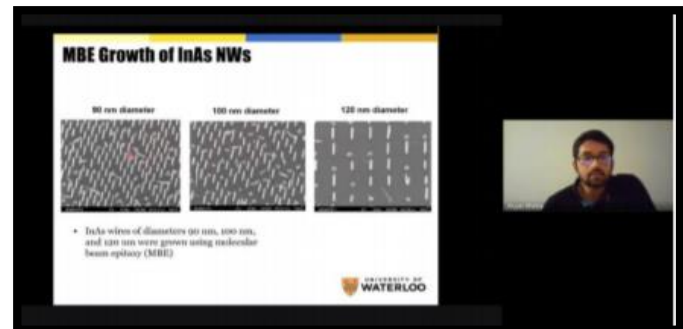 MBE Growth of InAs NWs
90 nm diameter
100 nm diameter
120 nm diameter
• InAs wires of diameters 90 nm, 100 nm,
and 120 nm were grown using molecular
beam epitaxy (MBE)
UNIVERSITY OF
WATERLOO